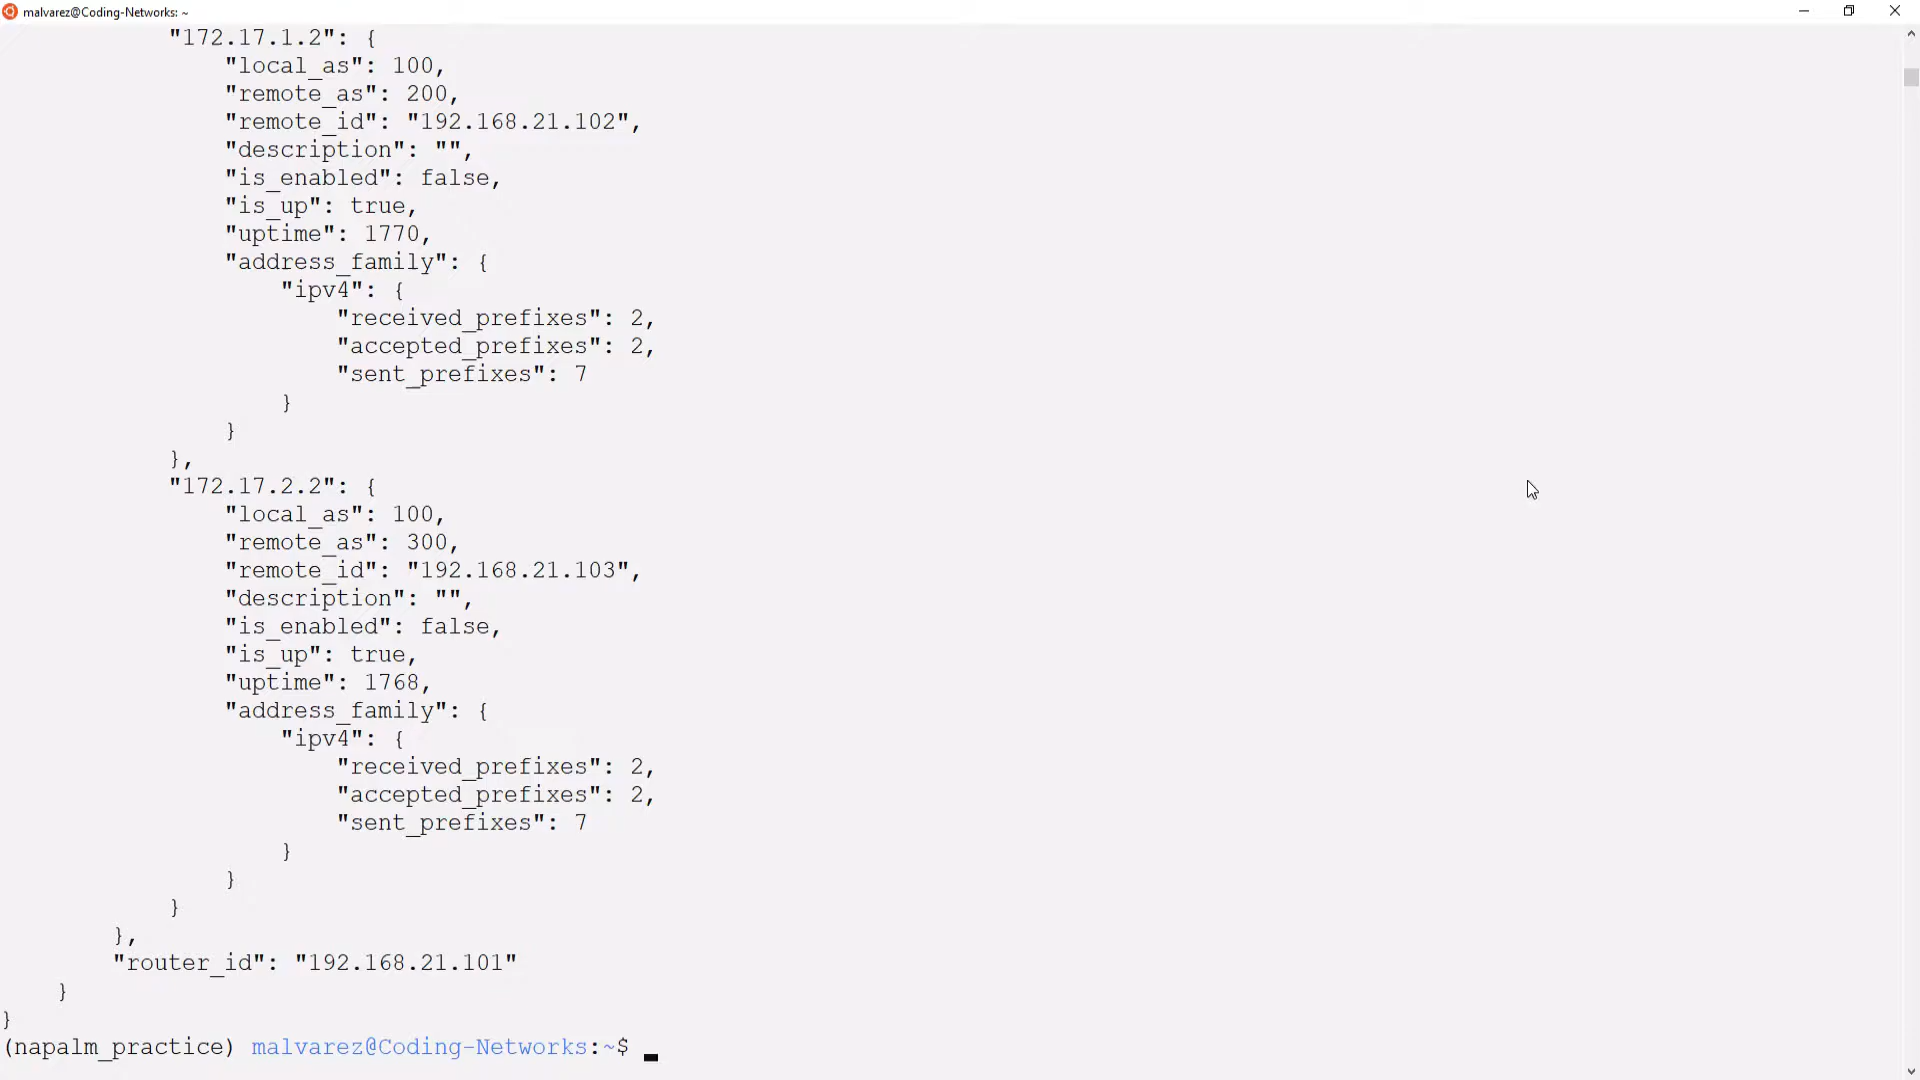 malvarez@Coding-Networks: ~
"172.17.1.2": {
"local_as": 100,
"remote_as": 200,
"remote_id": "192.168.21.102",
"description": "",
"is_enabled": false,
"is_up": true,
"uptime": 1770,
"address_family": {
"ipv4": {
"received_prefixes": 2,
"accepted_prefixes": 2,
"sent_prefixes": 7
}
}
},
"172.17.2.2": {
"local_as": 100,
"remote_as": 300,
"remote_id": "192.168.21.103",
"description": "",
"is_enabled": false,
"is_up": true,
"uptime": 1768,
"address_family": {
"ipv4": {
"received_prefixes": 2,
"accepted_prefixes": 2,
"sent_prefixes": 7
}
}
}
},
"router_id": "192.168.21.101"
}
}
(napalm_practice) malvarez@Coding-Networks:~$